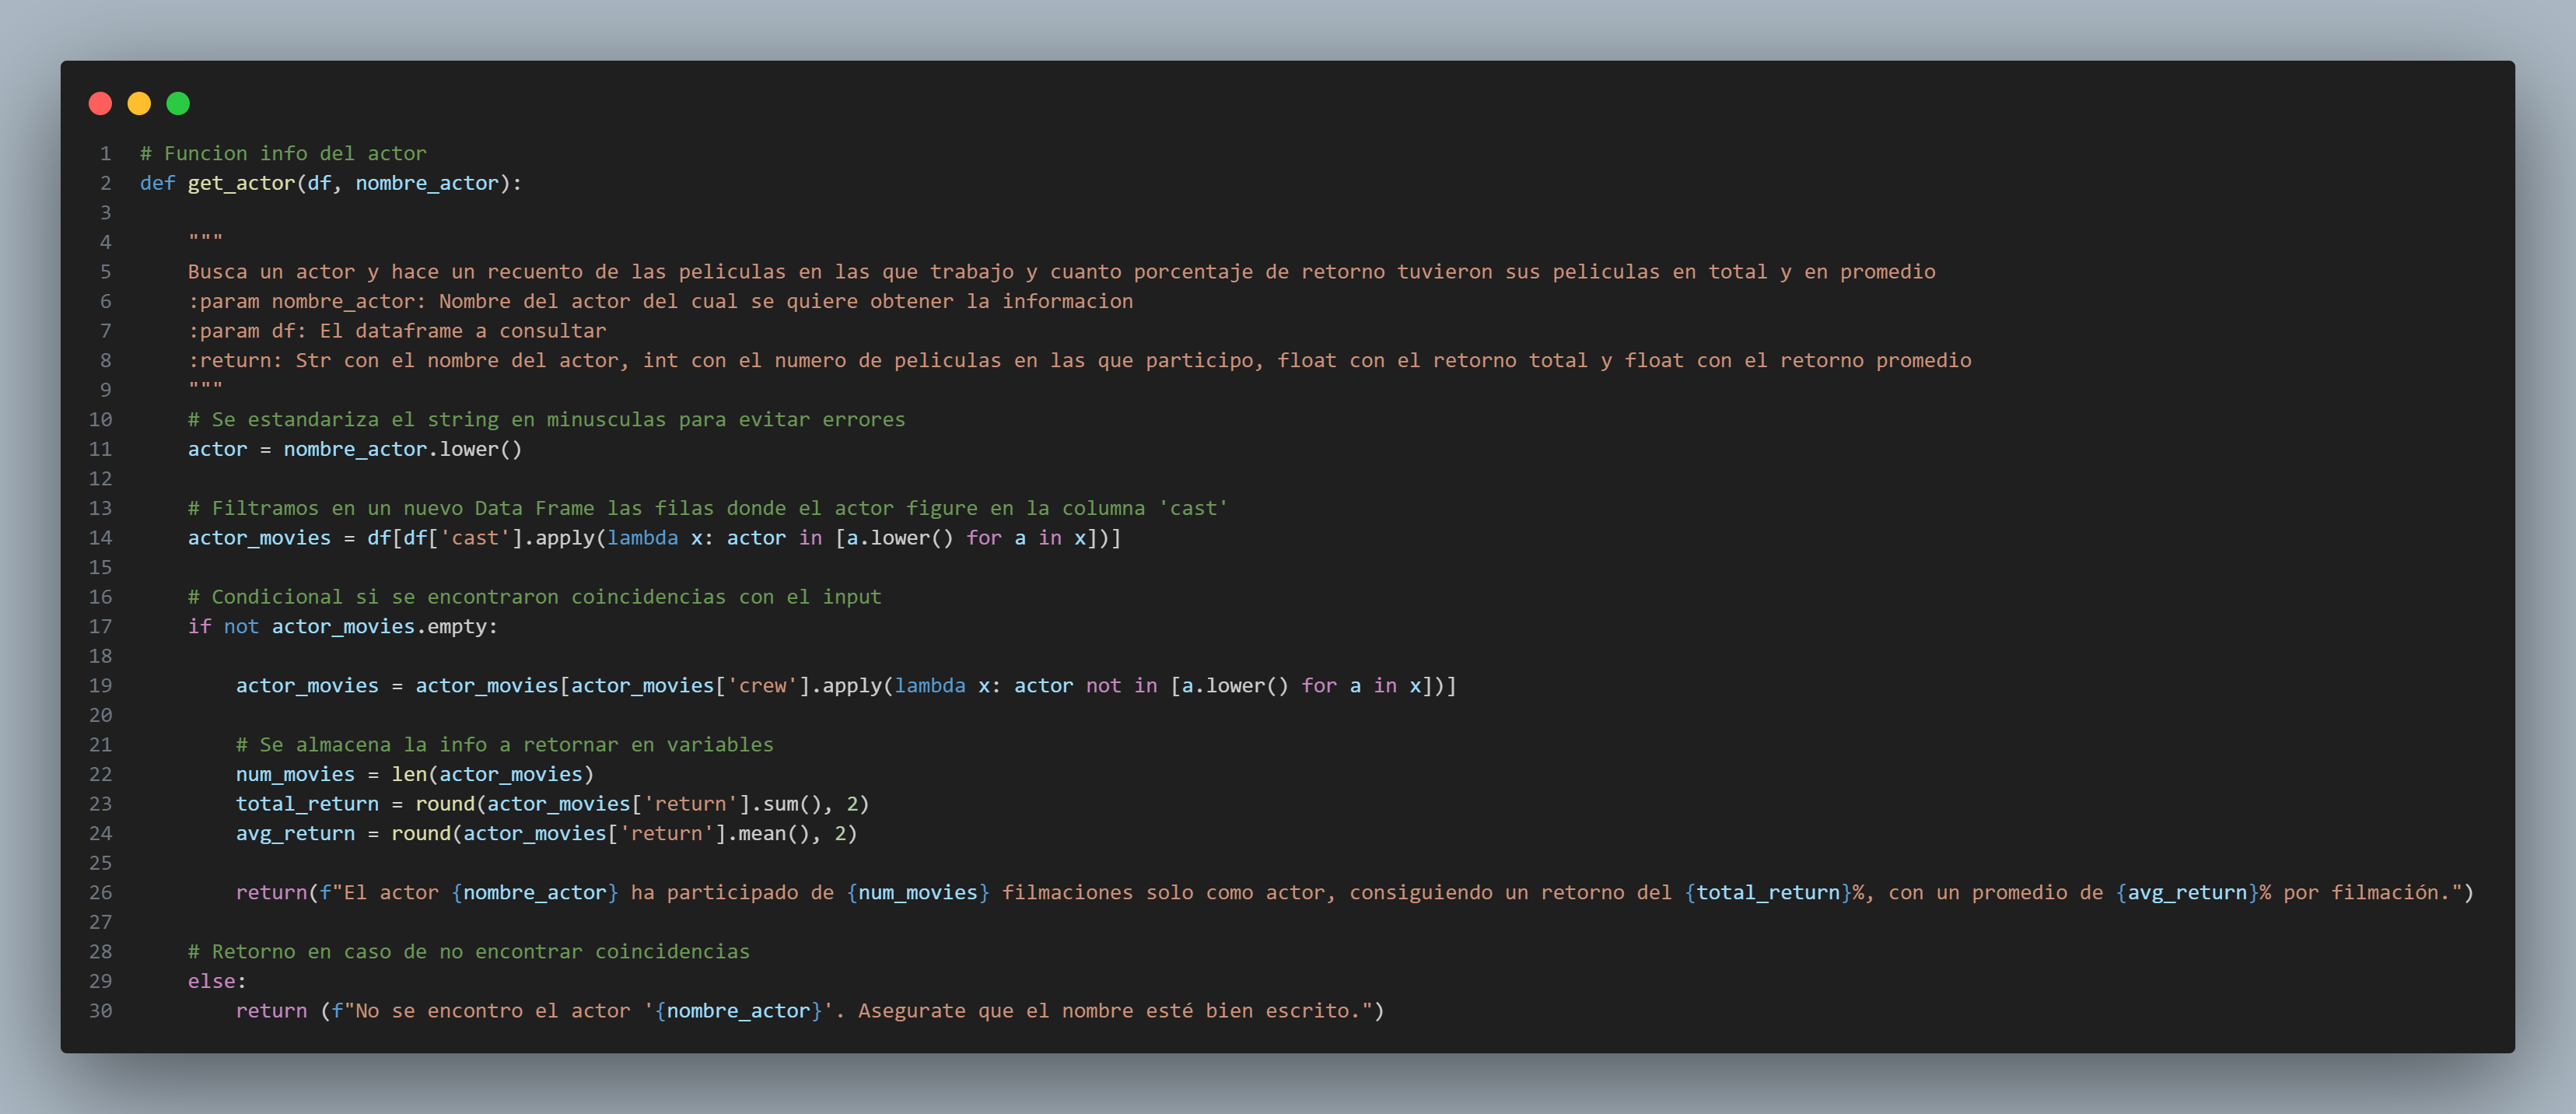 1 # Funcion info del actor
2 def get_actor(df, nombre_actor):
3
4     """
5     Busca un actor y hace un recuento de las peliculas en las que trabajo y cuanto porcentaje de retorno tuvieron sus peliculas en total y en promedio
6     :param nombre_actor: Nombre del actor del cual se quiere obtener la informacion
7     :param df: El dataframe a consultar
8     :return: Str con el nombre del actor, int con el numero de peliculas en las que participo, float con el retorno total y float con el retorno promedio
9     """
10     # Se estandariza el string en minusculas para evitar errores
11     actor = nombre_actor.lower()
12
13     # Filtramos en un nuevo Data Frame las filas donde el actor figure en la columna 'cast'
14     actor_movies = df[df['cast'].apply(lambda x: actor in [a.lower() for a in x])]
15
16     # Condicional si se encontraron coincidencias con el input
17     if not actor_movies.empty:
18
19         actor_movies = actor_movies[actor_movies['crew'].apply(lambda x: actor not in [a.lower() for a in x])]
20
21         # Se almacena la info a retornar en variables
22         num_movies = len(actor_movies)
23         total_return = round(actor_movies['return'].sum(), 2)
24         avg_return = round(actor_movies['return'].mean(), 2)
25
26         return(f"El actor {nombre_actor} ha participado de {num_movies} filmaciones solo como actor, consiguiendo un retorno del {total_return}%, con un promedio de {avg_return}% por filmación.")
27
28     # Retorno en caso de no encontrar coincidencias
29     else:
30         return (f"No se encontro el actor '{nombre_actor}'. Asegurate que el nombre esté bien escrito.")